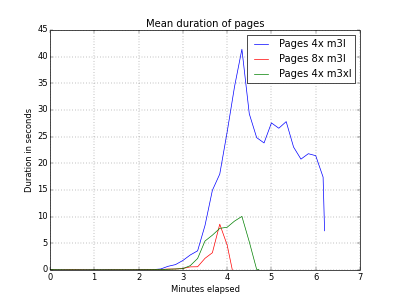 Mean duration of pages
Pages 4x m3l
Pages 8x m3l
Pages 4x m3xl
Duration in seconds
45
40
35
30
25
20
15
10
5
0
0 1 2 3 4 5 6 7
Minutes elapsed